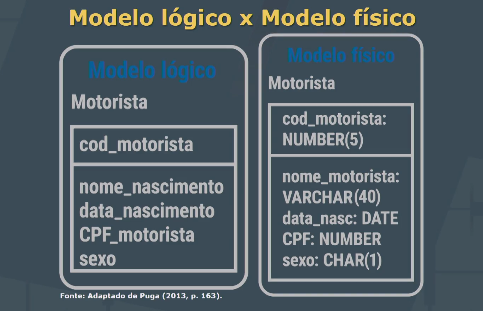 Modelo lógico x Modelo físico
Modelo lógico
Motorista
cod_motorista
nome_nascimento
data_nascimento
CPF_motorista
sexo
Modelo físico
Motorista
cod_motorista:
NUMBER(5)
nome_motorista:
VARCHAR(40)
data_nasc: DATE
CPF: NUMBER
sexo: CHAR(1)
Fonte: Adaptado de Puga (2013, p. 163).